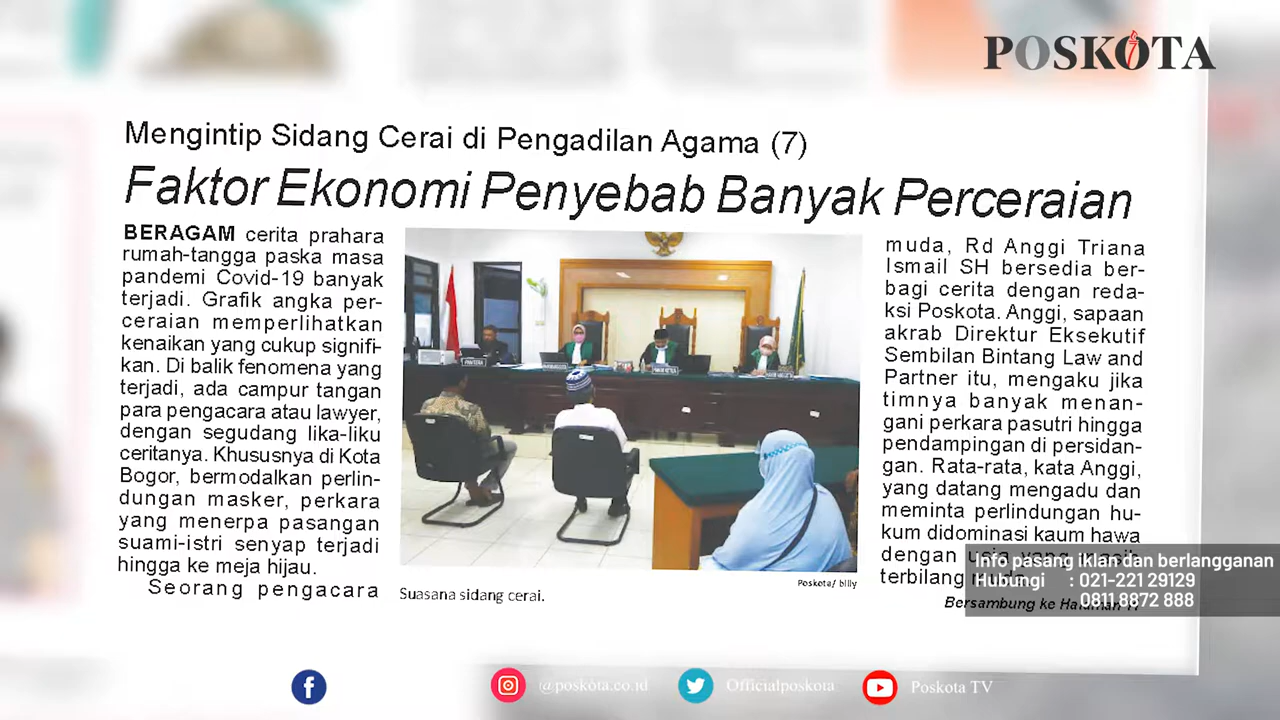 POSKOTA
Mengintip Sidang Cerai di Pengadilan Agama (7)
Faktor Ekonomi Penyebab Banyak Perceraian
BERAGAM cerita prahara
rumah-tangga paska masa
pandemi Covid-19 banyak
terjadi. Grafik angka per-
ceraian memperlihatkan
kenaikan yang cukup signifi-
kan. Di balik fenomena yang
terjadi, ada campur tangan
para pengacara atau lawyer,
dengan segudang lika-liku
ceritanya. Khususnya di Kota
Bogor, bermodalkan perlin-
dungan masker, perkara
yang menerpa pasangan
suami-istri senyap terjadi
hingga ke meja hijau.
Seorang pengacara
Poskota/ billy
Suasana sidang cerai.
muda, Rd Anggi Triana
Ismail SH bersedia ber-
bagi cerita dengan reda-
ksi Poskota. Anggi, sapaan
akrab Direktur Eksekutif
Sembilan Bintang Law and
Partner itu, mengaku jika
timnya banyak menan-
gani perkara pasutri hingga
pendampingan di persidan-
gan. Rata-rata, kata Anggi,
yang datang mengadu dan
meminta perlindungan hu-
kum didominasi kaum hawa
dengan usia yang masih
terbilang muda.
Bersambung ke Halaman
Info pasang iklan dan berlangganan
Hubungi : 021-221 29129
0811 8872 888
@poskota.co.id
Officialposkota
Poskota TV